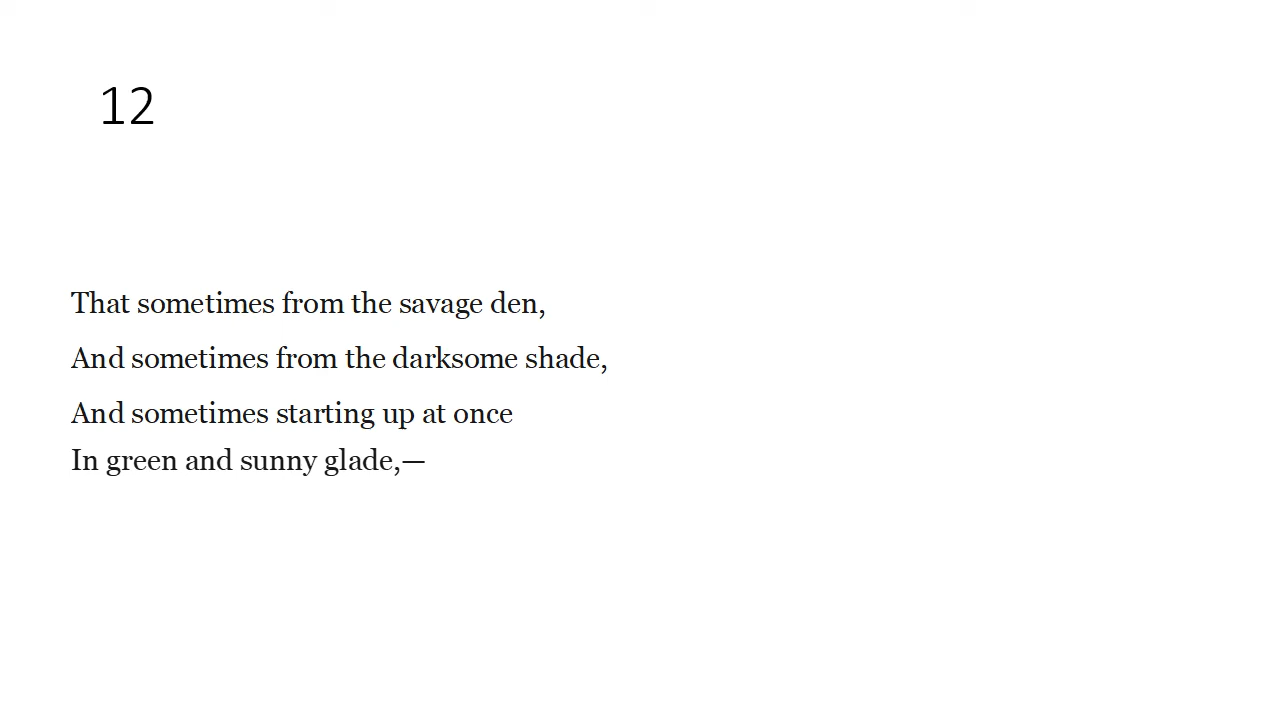 12
That sometimes from the savage den,
And sometimes from the darksome shade,
And sometimes starting up at once
In green and sunny glade,—